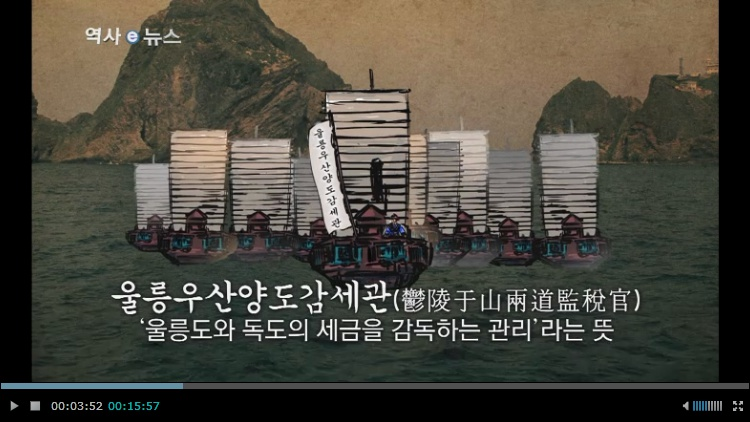 역사 e 뉴스
울릉우산양도감세관
울릉우산양도감세관(鬱陵于山兩道監稅官)
‘울릉도와 독도의 세금을 감독하는 관리’라는 뜻
00:03:52 00:15:57